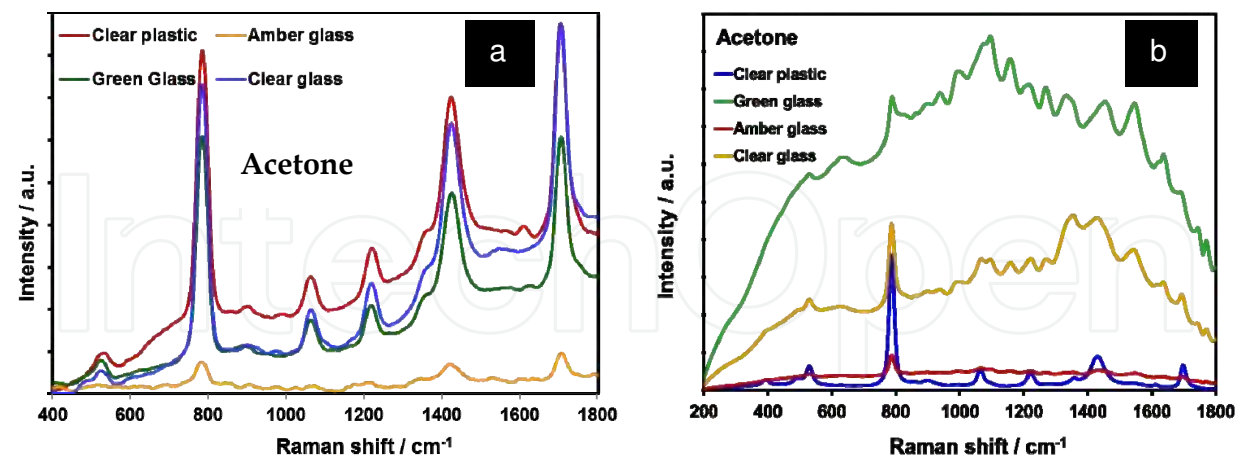 Clear plastic Amber glass
Green Glass Clear glass
a
Acetone
Intensity / a.u.
400 600 800 1000 1200 1400 1600 1800
Raman shift / cm-1
Acetone
b
Clear plastic
Green glass
Amber glass
Clear glass
Intensity / a.u.
200 400 600 800 1000 1200 1400 1600 1800
Raman shift / cm-1
IntechOpen